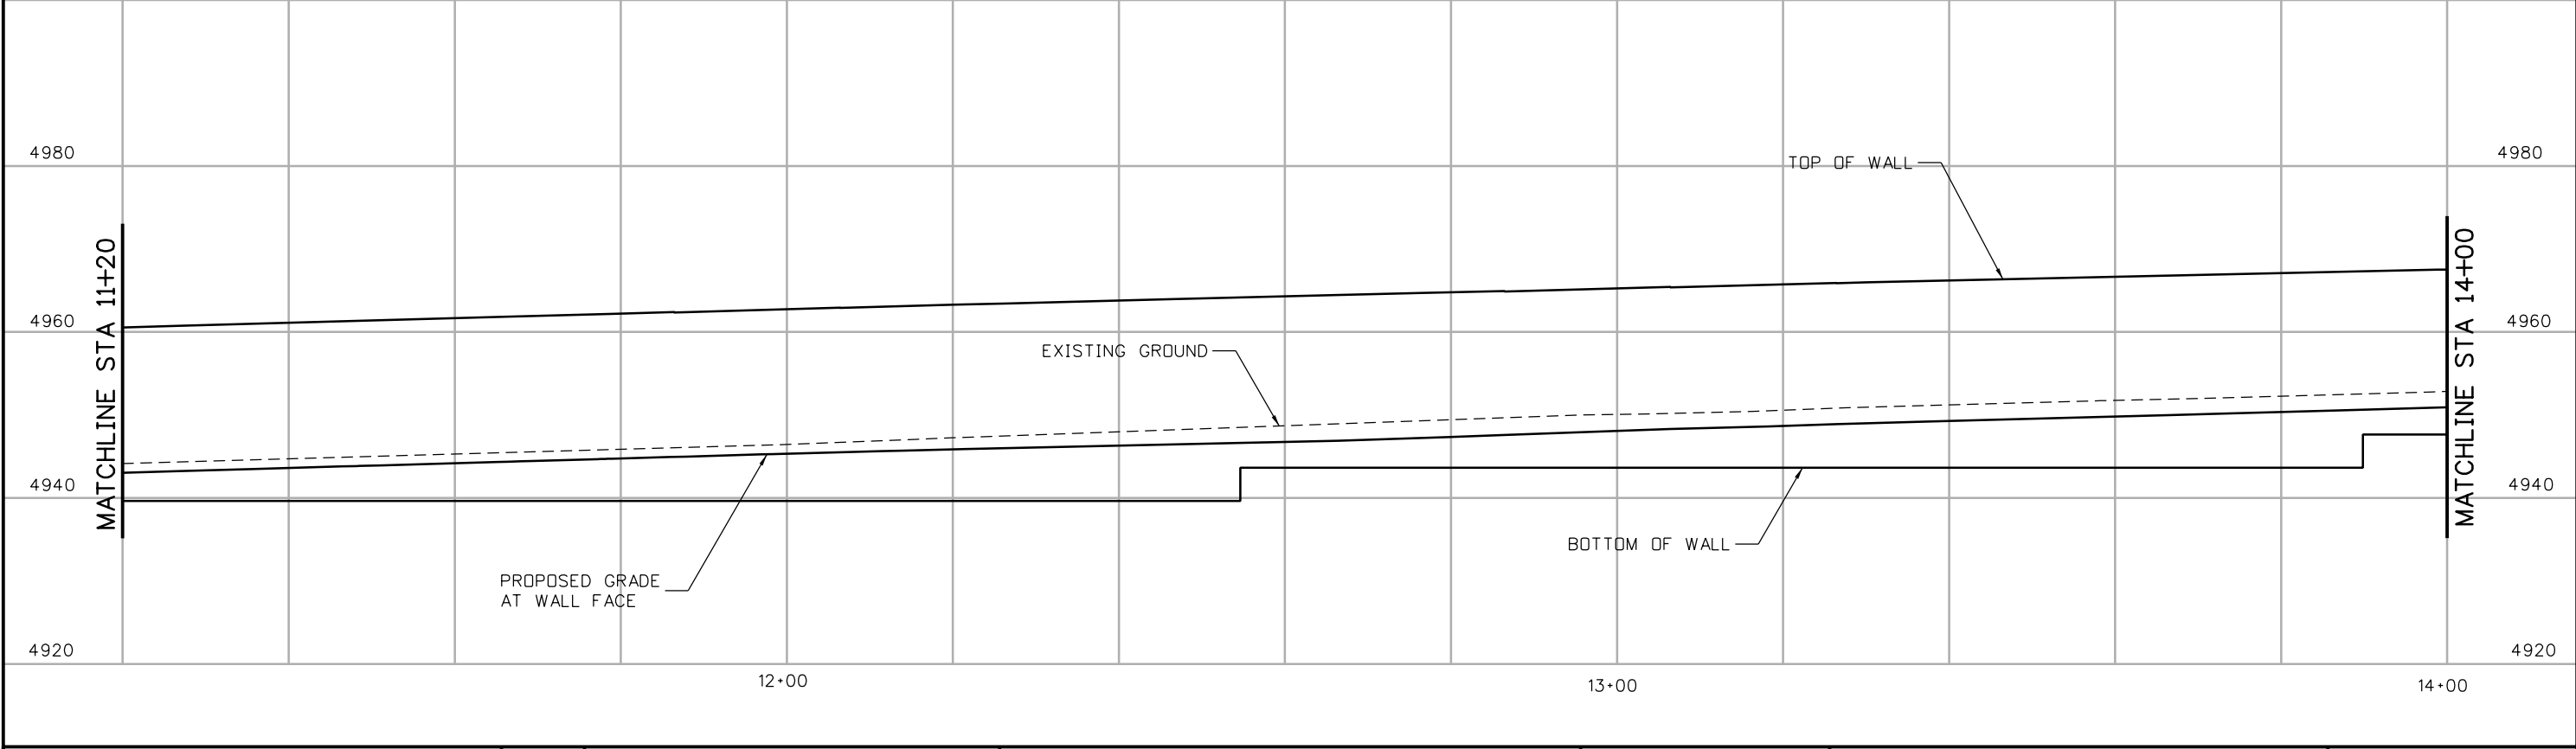 4980
4980
TOP OF WALL
MATCHLINE STA 11+20
MATCHLINE STA 14+00
4960
4960
EXISTING GROUND
4940
4940
BOTTOM OF WALL
PROPOSED GRADE
AT WALL FACE
4920
4920
12+00
13+00
14+00